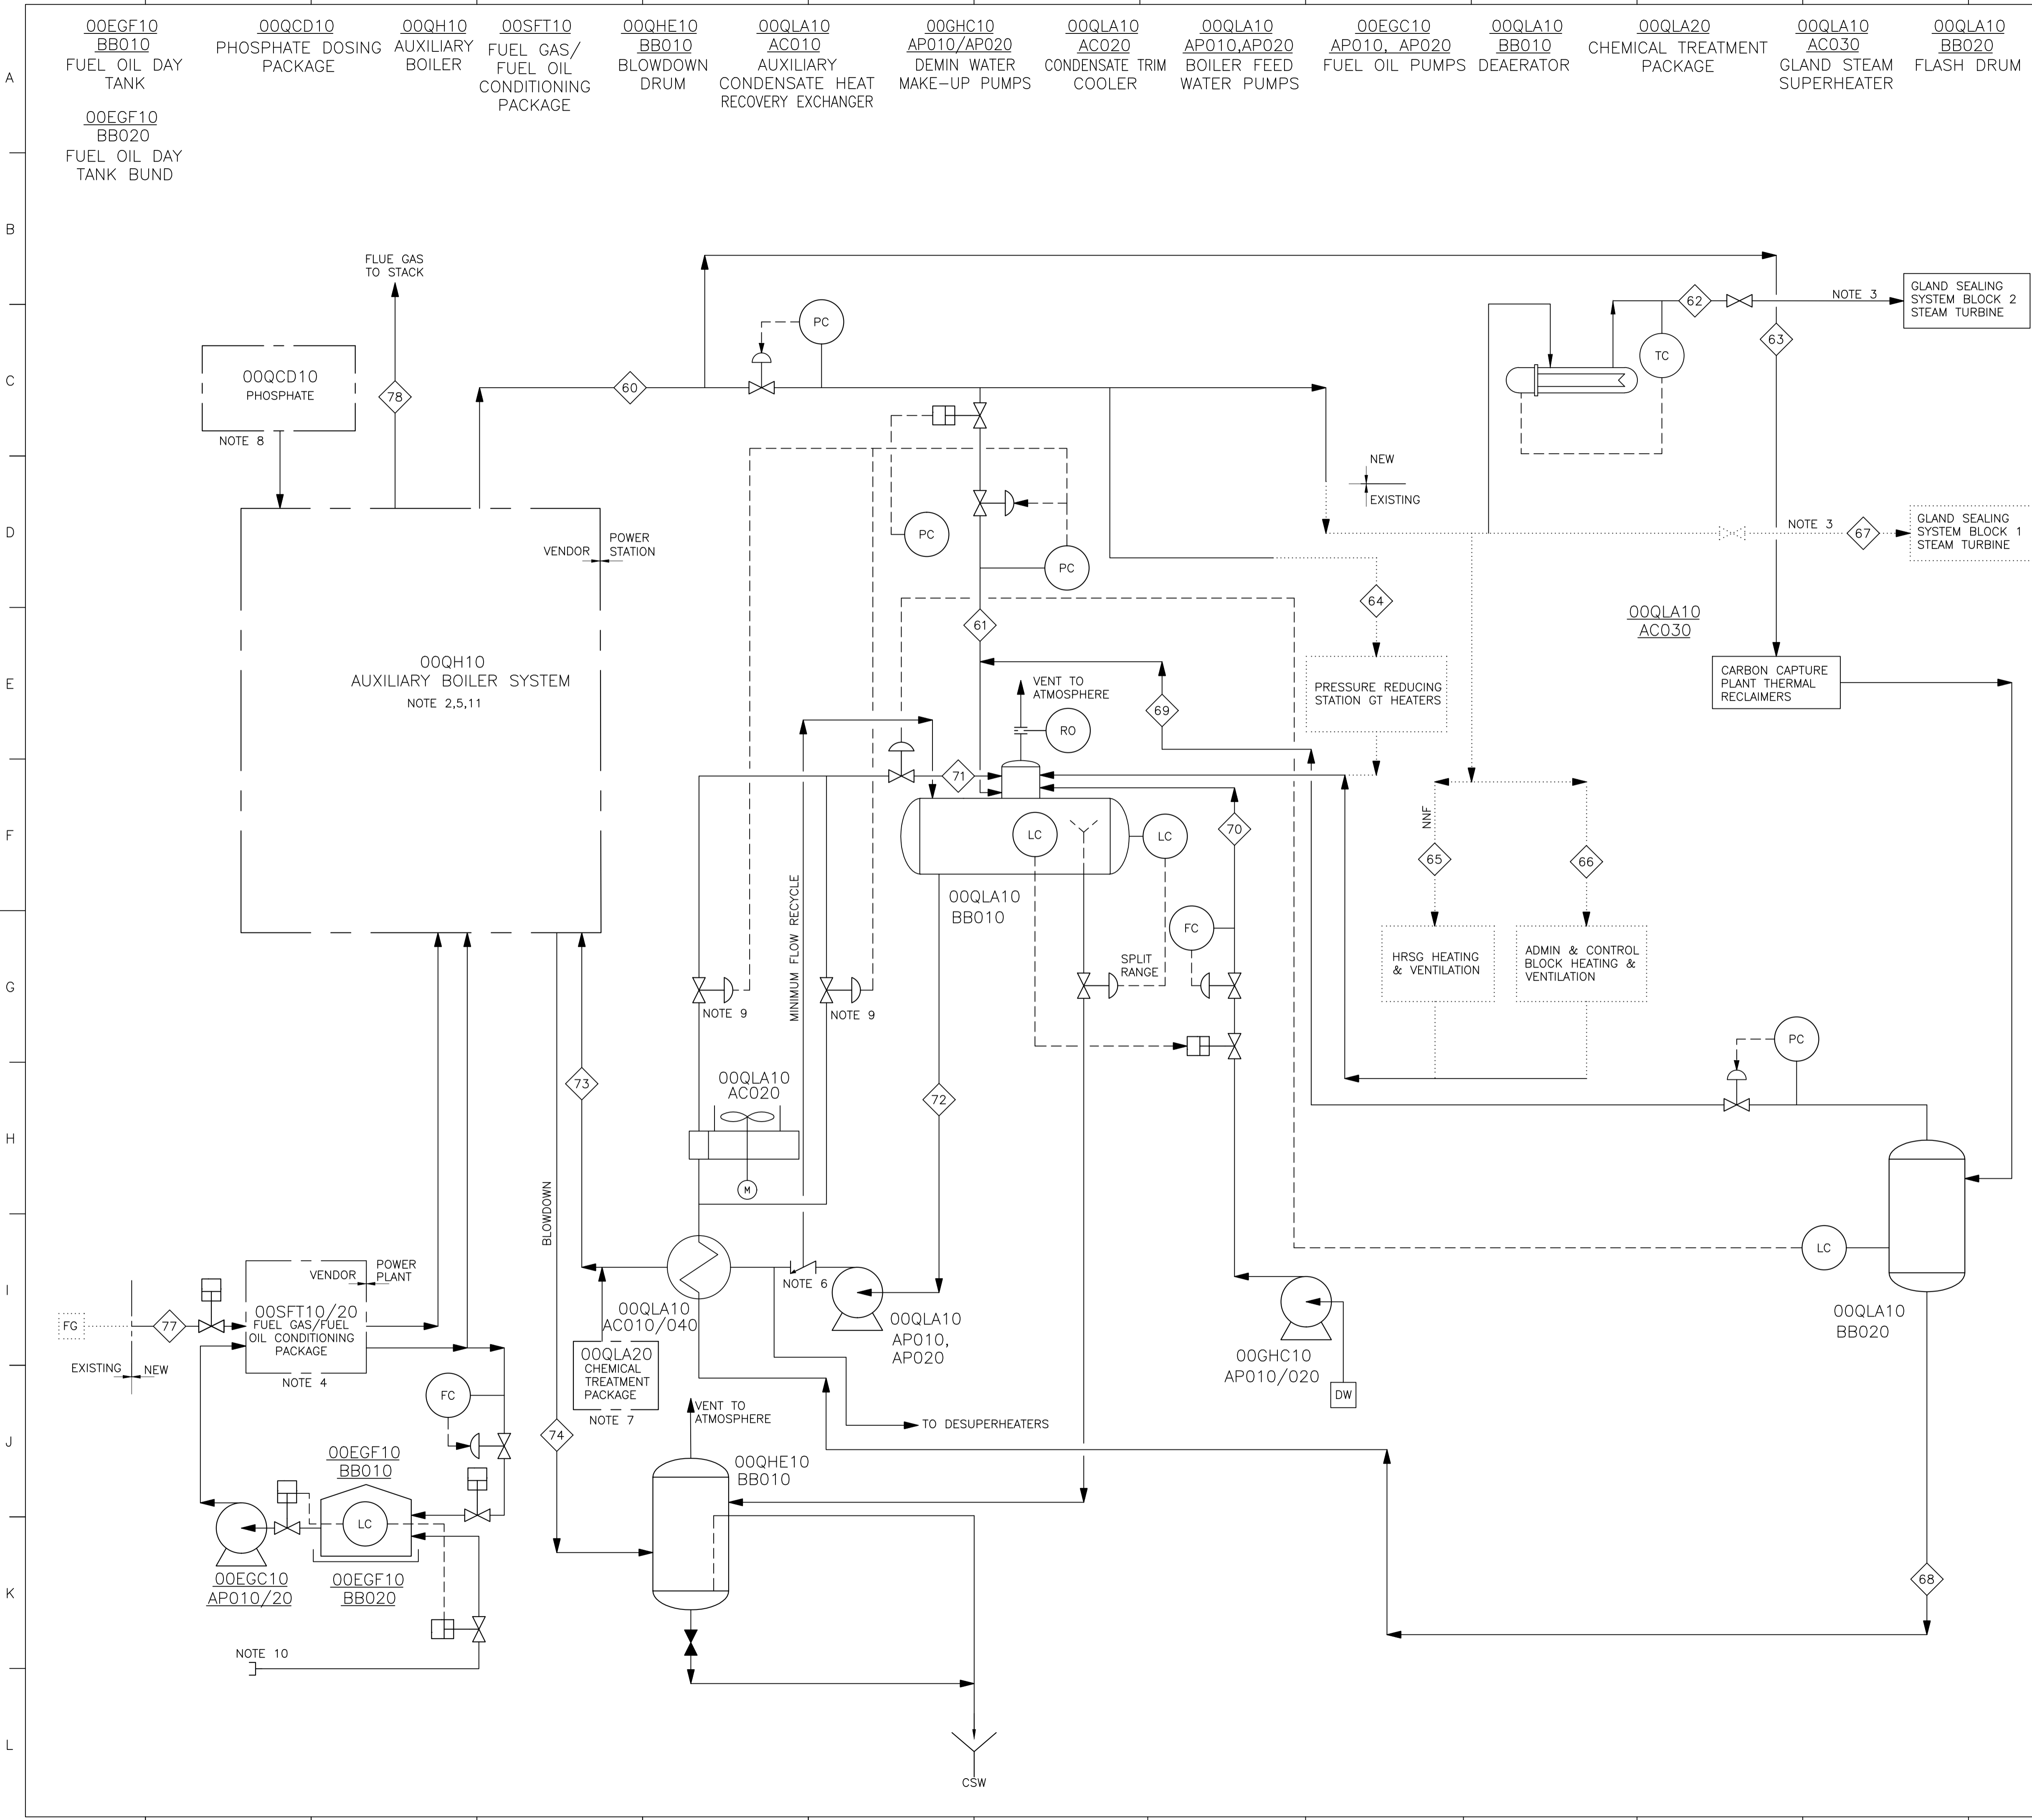 00EGF10
BB010
FUEL OIL DAY
TANK
00EGF10
BB020
FUEL OIL DAY
TANK BUND
00QCD10
PHOSPHATE DOSING
PACKAGE
00QH10
AUXILIARY
BOILER
00SFT10
FUEL GAS/
FUEL OIL
CONDITIONING
PACKAGE
00QHE10
BB010
BLOWDOWN
DRUM
00QLA10
AC010
AUXILIARY
CONDENSATE HEAT
RECOVERY EXCHANGER
00GHC10
AP010/AP020
DEMIN WATER
MAKE-UP PUMPS
00QLA10
AC020
CONDENSATE TRIM
COOLER
00QLA10
AP010,AP020
BOILER FEED
WATER PUMPS
00EGC10
AP010, AP020
FUEL OIL PUMPS
00QLA10
BB010
DEAERATOR
00QLA20
CHEMICAL TREATMENT
PACKAGE
00QLA10
AC030
GLAND STEAM
SUPERHEATER
00QLA10
BB020
FLASH DRUM
A
B
C
D
E
F
G
H
I
J
K
L
FLUE GAS
TO STACK
78
00QCD10
PHOSPHATE
NOTE 8
60
PC
62
NOTE 3
GLAND SEALING
SYSTEM BLOCK 2
STEAM TURBINE
63
TC
NEW
EXISTING
VENDOR
POWER
STATION
PC
PC
NOTE 3
67
GLAND SEALING
SYSTEM BLOCK 1
STEAM TURBINE
64
61
00QLA10
AC030
00QH10
AUXILIARY BOILER SYSTEM
NOTE 2,5,11
VENT TO
ATMOSPHERE
RO
69
PRESSURE REDUCING
STATION GT HEATERS
CARBON CAPTURE
PLANT THERMAL
RECLAIMERS
71
LC
LC
70
NNF
65
66
00QLA10
BB010
MINIMUM FLOW RECYCLE
FC
SPLIT
RANGE
HRSG HEATING
& VENTILATION
ADMIN & CONTROL
BLOCK HEATING &
VENTILATION
NOTE 9
NOTE 9
PC
73
00QLA10
AC020
M
72
BLOWDOWN
LC
FG
77
VENDOR
POWER
PLANT
00SFT10/20
FUEL GAS/FUEL
OIL CONDITIONING
PACKAGE
NOTE 4
EXISTING
NEW
NOTE 6
00QLA10
AC010/040
00QLA10
AP010,
AP020
00QLA20
CHEMICAL
TREATMENT
PACKAGE
NOTE 7
00GHC10
AP010/020
DW
00QLA10
BB020
FC
74
VENT TO
ATMOSPHERE
TO DESUPERHEATERS
00QHE10
BB010
00EGF10
BB010
LC
00EGC10
AP010/20
00EGF10
BB020
68
NOTE 10
CSW